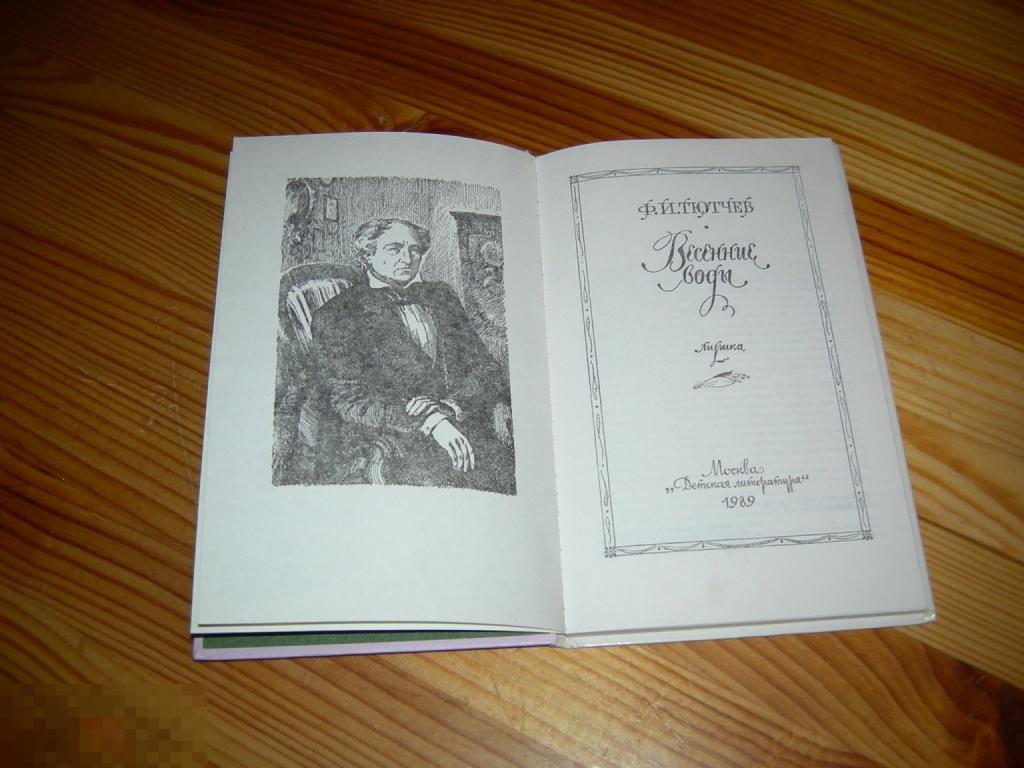 Ф.И.ТЮТЧЕВ
Весенние
воды
лирика
Москва
„Детская литература“
1989